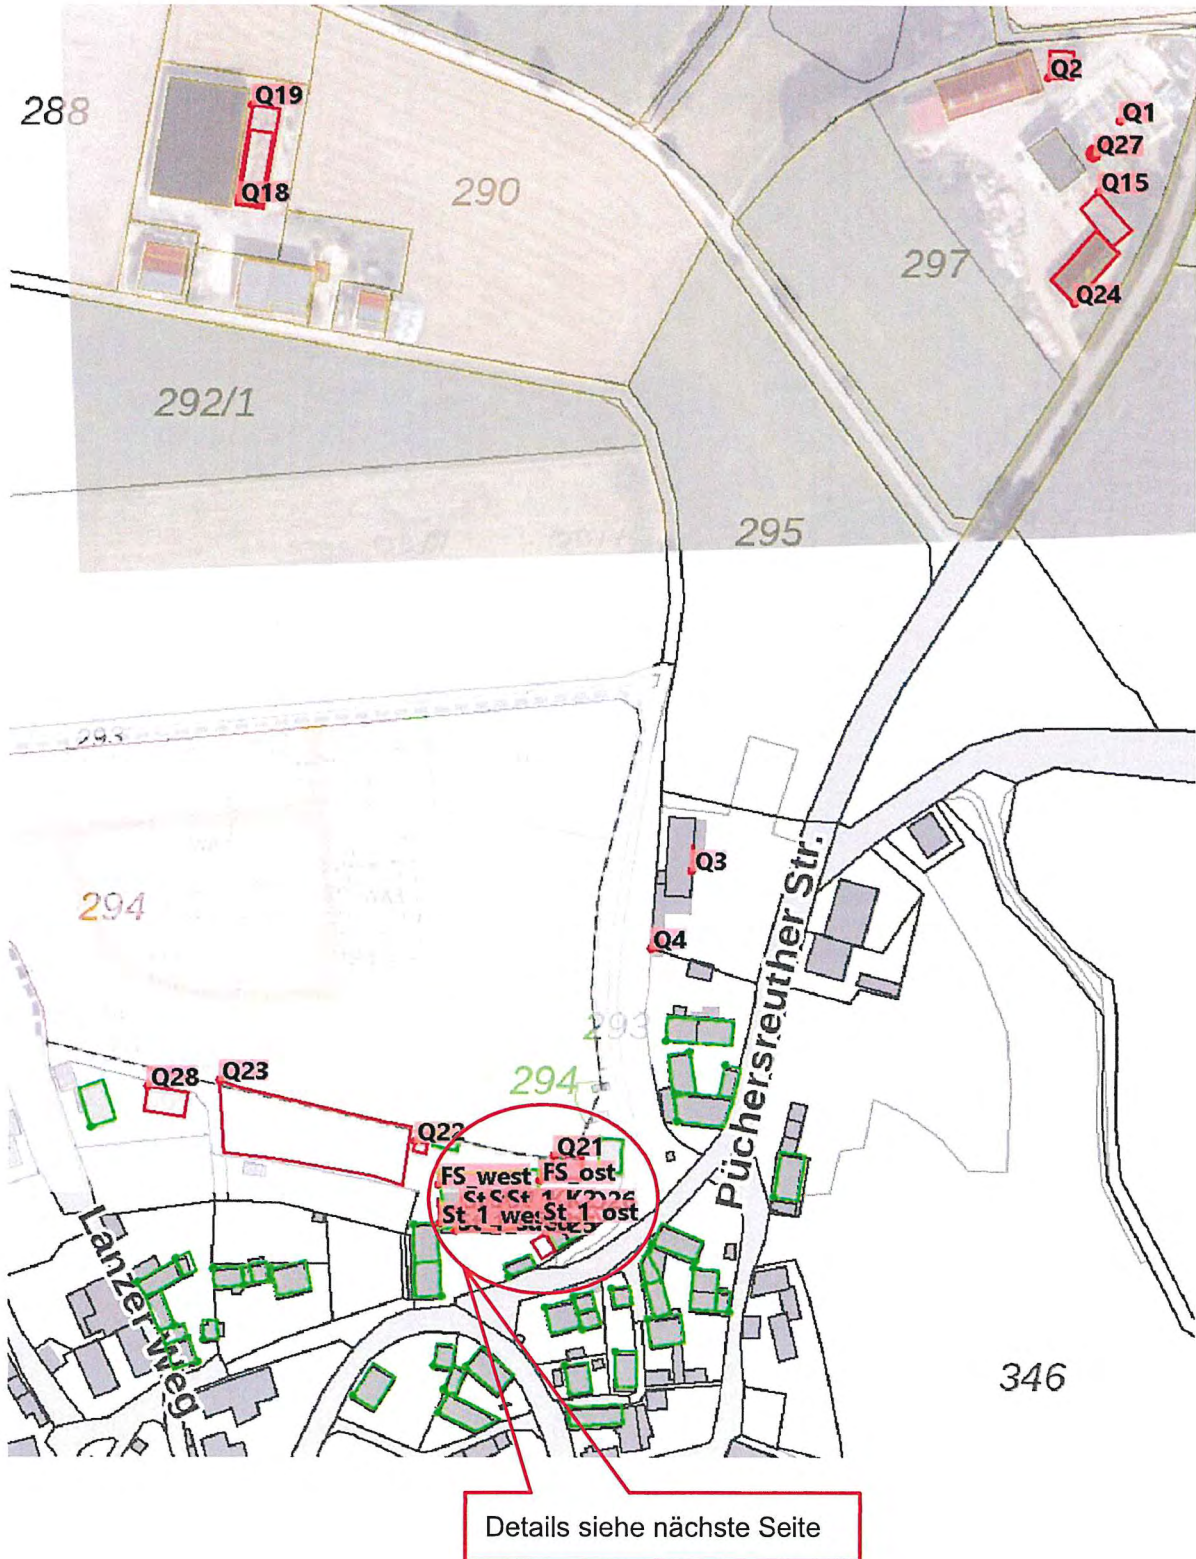 Q2
Q19
288
Q1
Q27
Q15
Q18
290
297
Q24
292/1
295
293
Q3
294
Püchersreuther Str.
Q4
293
Q28
Q23
294
Q22
Q21
FS_west
FS_ost
St_1_ost
Lanzer Weg
346
Details siehe nächste Seite